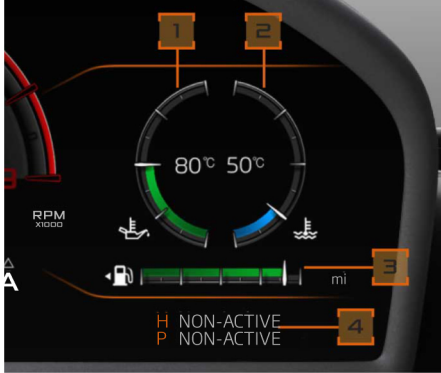 1 2
80°C 50°C
RPM
X1000
3
mi
A
H NON-ACTIVE
P NON-ACTIVE
4